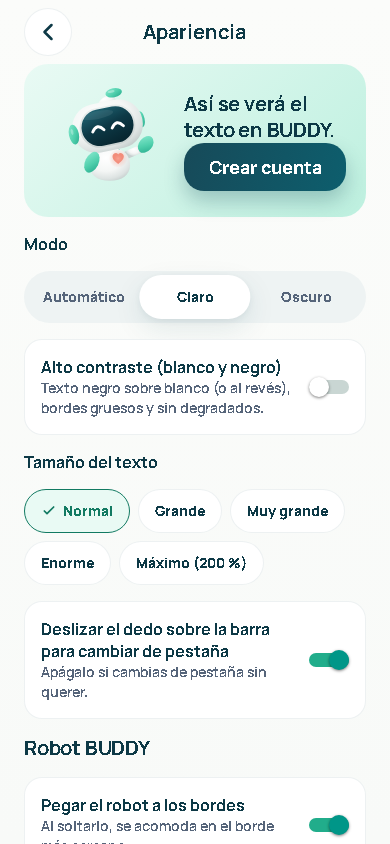 Apariencia
Así se verá el
texto en BUDDY.
Crear cuenta
Modo
Automático
Claro
Oscuro
Alto contraste (blanco y negro)
Texto negro sobre blanco (o al revés),
bordes gruesos y sin degradados.
Tamaño del texto
Normal
Grande
Muy grande
Enorme
Máximo (200 %)
Deslizar el dedo sobre la barra
para cambiar de pestaña
Apágalo si cambias de pestaña sin
querer.
Robot BUDDY
Pegar el robot a los bordes
Al soltarlo, se acomoda en el borde